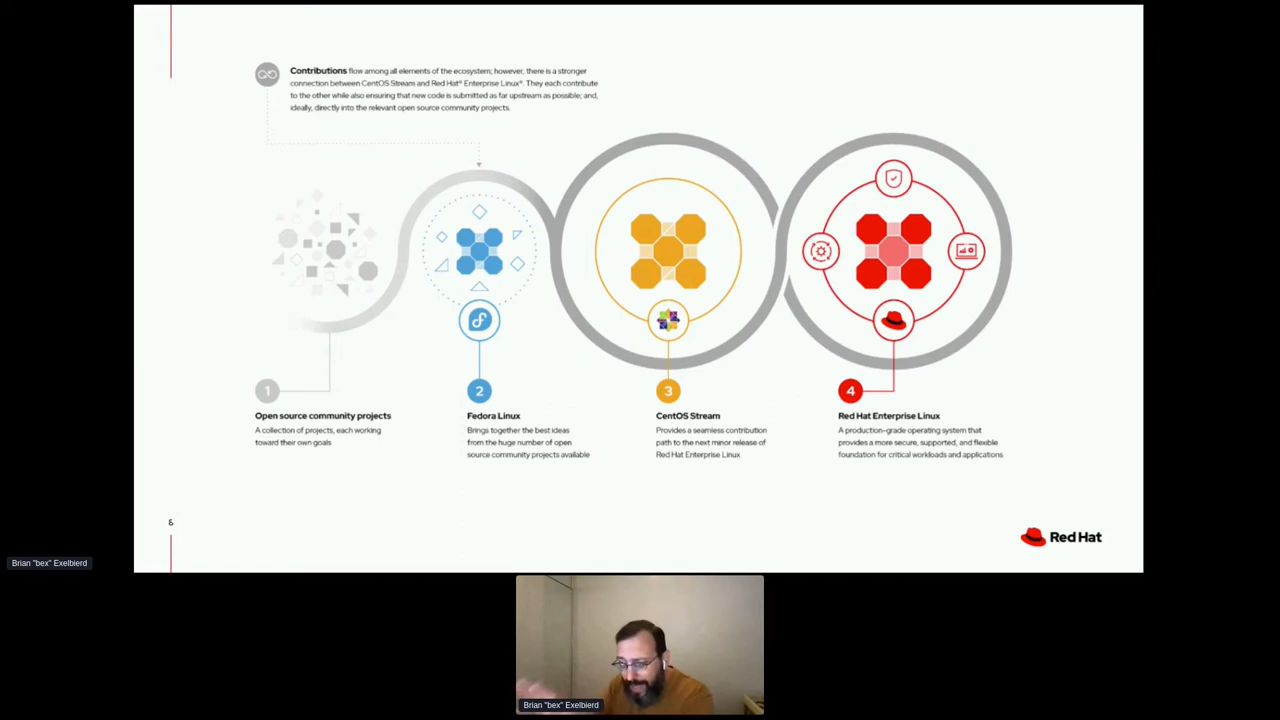 Contributions flow among all elements of the ecosystem; however, there is a stronger
connection between CentOS Stream and Red Hat® Enterprise Linux®. They each contribute
to the other while also ensuring that new code is submitted as far upstream as possible; and,
ideally, directly into the relevant open source community projects.
1
Open source community projects
A collection of projects, each working
toward their own goals
2
Fedora Linux
Brings together the best ideas
from the huge number of open
source community projects available
3
CentOS Stream
Provides a seamless contribution
path to the next minor release of
Red Hat Enterprise Linux
4
Red Hat Enterprise Linux
A production-grade operating system that
provides a more secure, supported, and flexible
foundation for critical workloads and applications
6
Red Hat
Brian "bex" Exelbierd
Brian "bex" Exelbierd